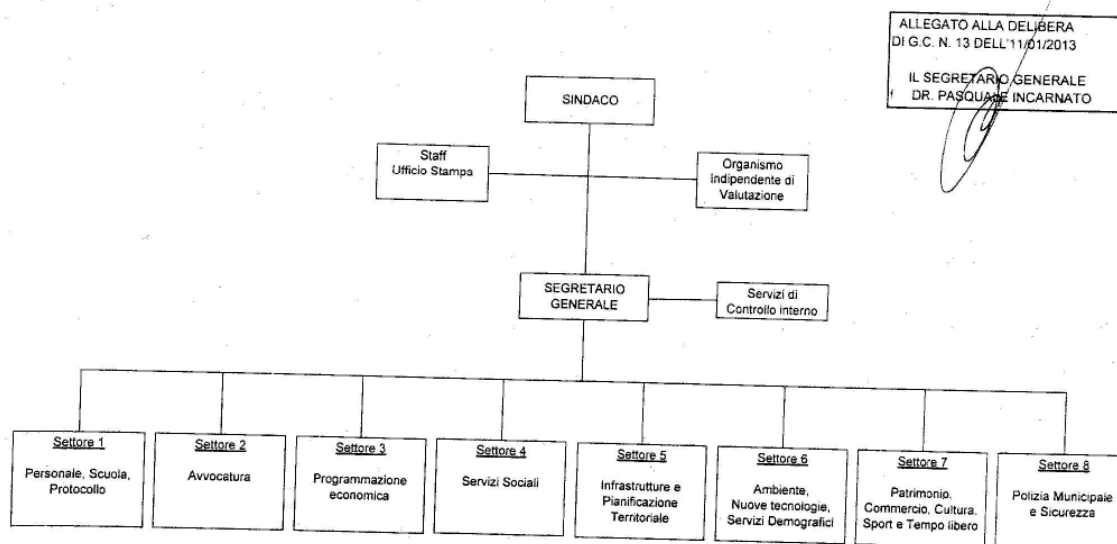 ALLEGATO ALLA DELIBERA
DI G.C. N. 13 DELL'11/01/2013
IL SEGRETARIO GENERALE
DR. PASQUALE INCARNATO
SINDACO
Staff
Ufficio Stampa
Organismo
Indipendente di
Valutazione
SEGRETARIO
GENERALE
Servizi di
Controllo interno
Settore 1
Personale, Scuola,
Protocollo
Settore 2
Avvocatura
Settore 3
Programmazione
economica
Settore 4
Servizi Sociali
Settore 5
Infrastrutture e
Pianificazione
Territoriale
Settore 6
Ambiente,
Nuove tecnologie,
Servizi Demografici
Settore 7
Patrimonio,
Commercio, Cultura,
Sport e Tempo libero
Settore 8
Polizia Municipale
e Sicurezza